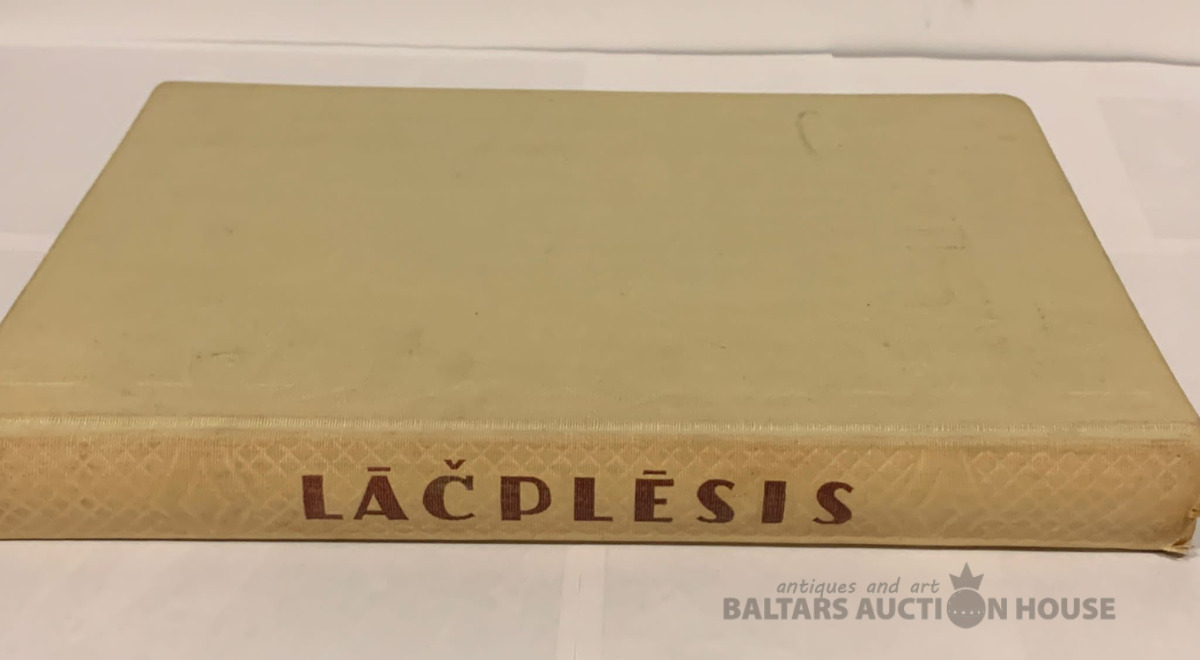 LĀČPLĒSIS
antiques and art
BALTARS AUCTION HOUSE